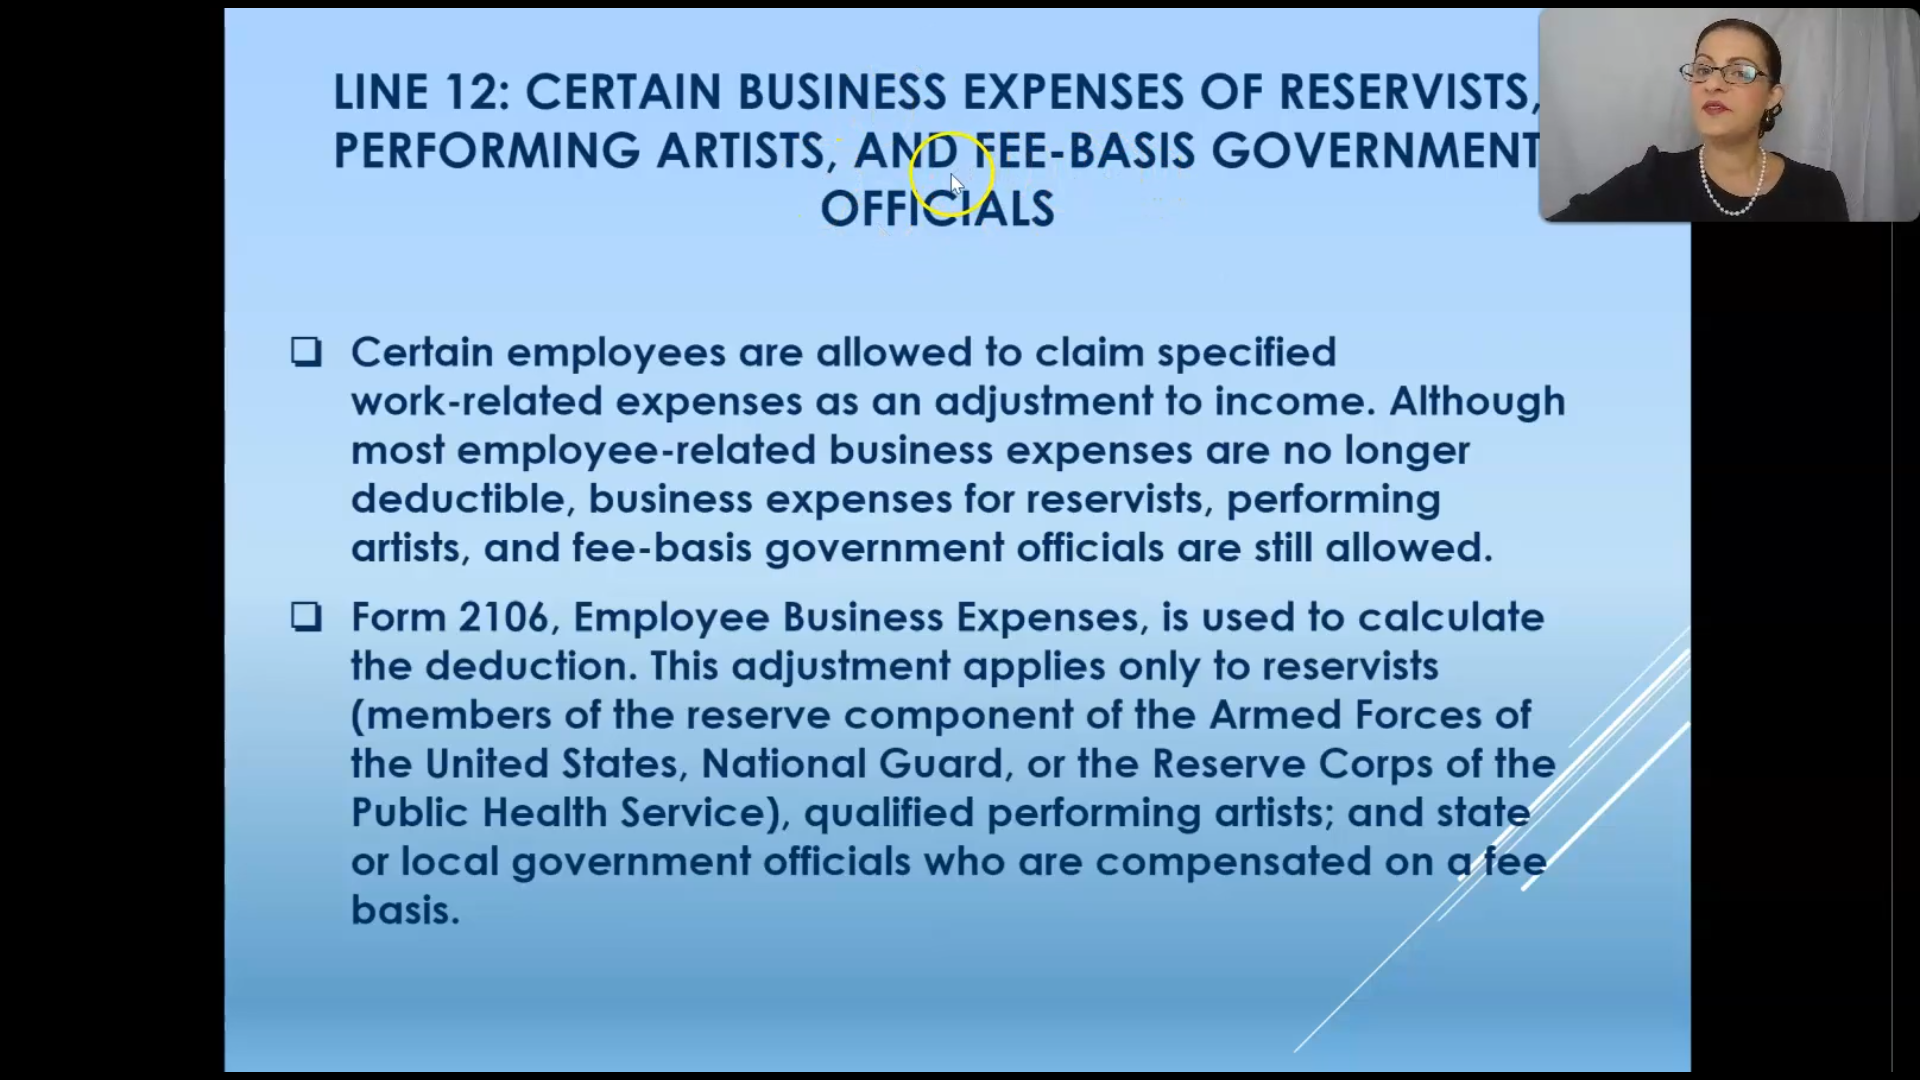 LINE 12: CERTAIN BUSINESS EXPENSES OF RESERVISTS,
PERFORMING ARTISTS, AND FEE-BASIS GOVERNMENT
OFFICIALS
Certain employees are allowed to claim specified
work-related expenses as an adjustment to income. Although
most employee-related business expenses are no longer
deductible, business expenses for reservists, performing
artists, and fee-basis government officials are still allowed.
Form 2106, Employee Business Expenses, is used to calculate
the deduction. This adjustment applies only to reservists
(members of the reserve component of the Armed Forces of
the United States, National Guard, or the Reserve Corps of the
Public Health Service), qualified performing artists; and state
or local government officials who are compensated on a fee
basis.